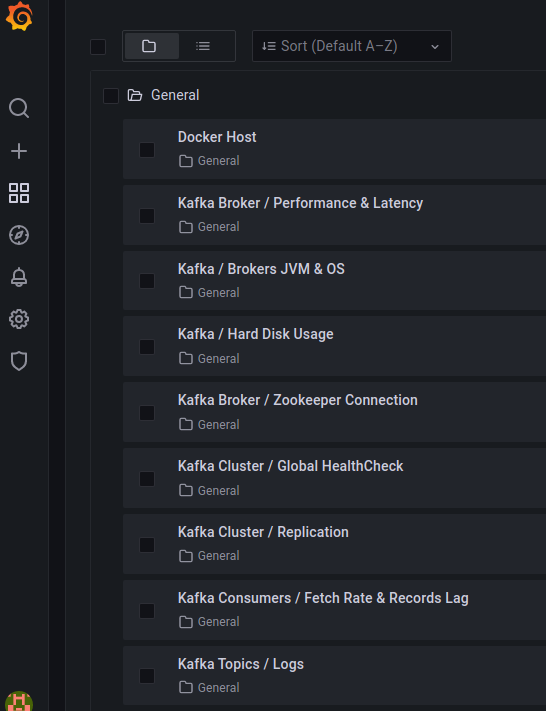 Sort (Default A–Z)
General
Docker Host
General
Kafka Broker / Performance & Latency
General
Kafka / Brokers JVM & OS
General
Kafka / Hard Disk Usage
General
Kafka Broker / Zookeeper Connection
General
Kafka Cluster / Global HealthCheck
General
Kafka Cluster / Replication
General
Kafka Consumers / Fetch Rate & Records Lag
General
Kafka Topics / Logs
General